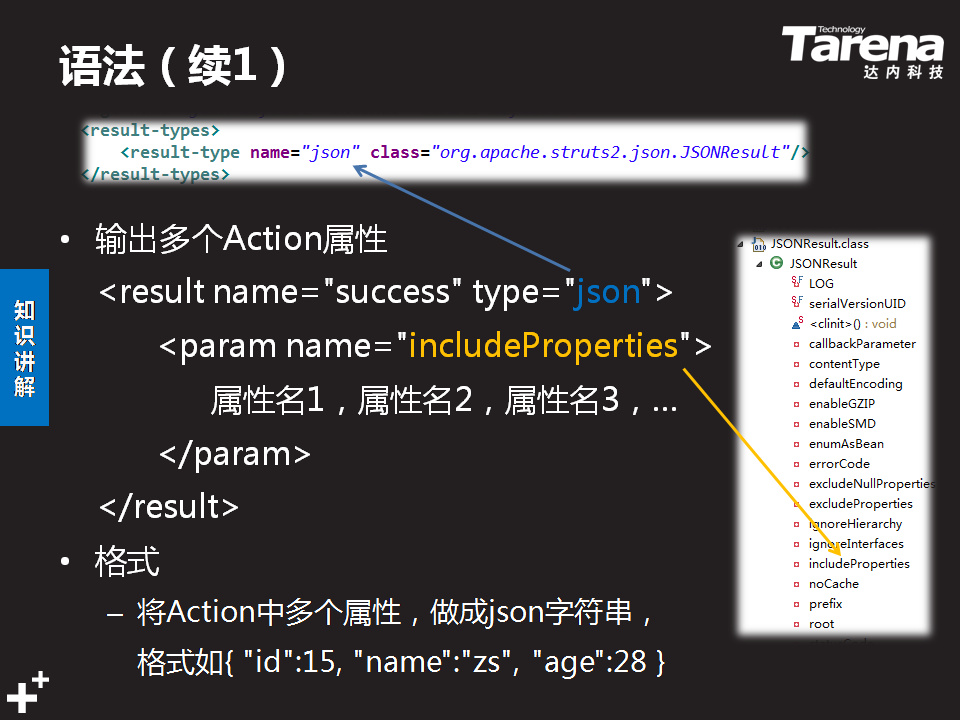 语法（续1）
Technology
Tarena
达内科技
<result-types>
<result-type name="json" class="org.apache.struts2.json.JSONResult"/>
</result-types>
• 输出多个Action属性
<result name="success" type="json">
<param name="includeProperties">
属性名1，属性名2，属性名3，...
</param>
</result>
• 格式
– 将Action中多个属性，做成json字符串，
格式如{ "id":15, "name":"zs", "age":28 }
知识讲解
JSONResult.class
JSONResult
LOG
serialVersionUID
<clinit>() : void
callbackParameter
contentType
defaultEncoding
enableGZIP
enableSMD
enumAsBean
errorCode
excludeNullProperties
excludeProperties
ignoreHierarchy
ignoreInterfaces
includeProperties
noCache
prefix
root